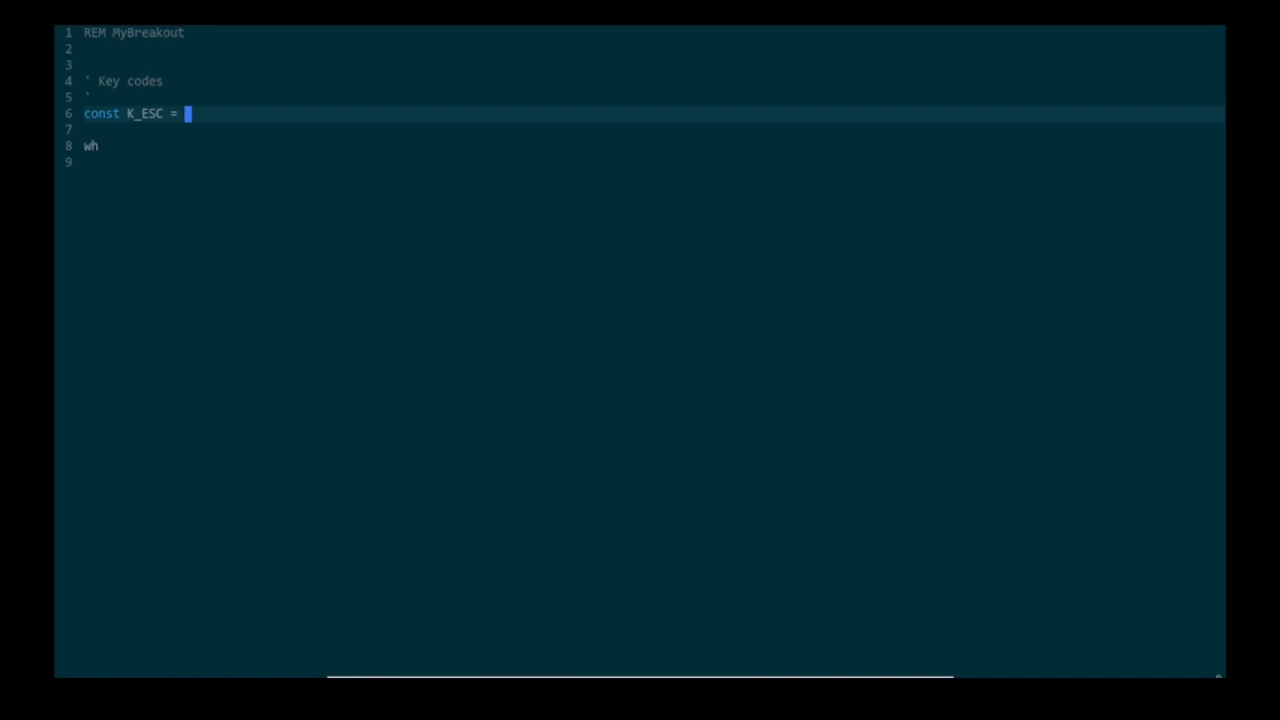 1 REM MyBreakout
2
3
4 ' Key codes
5 '
6 const K_ESC =
7
8 wh
9